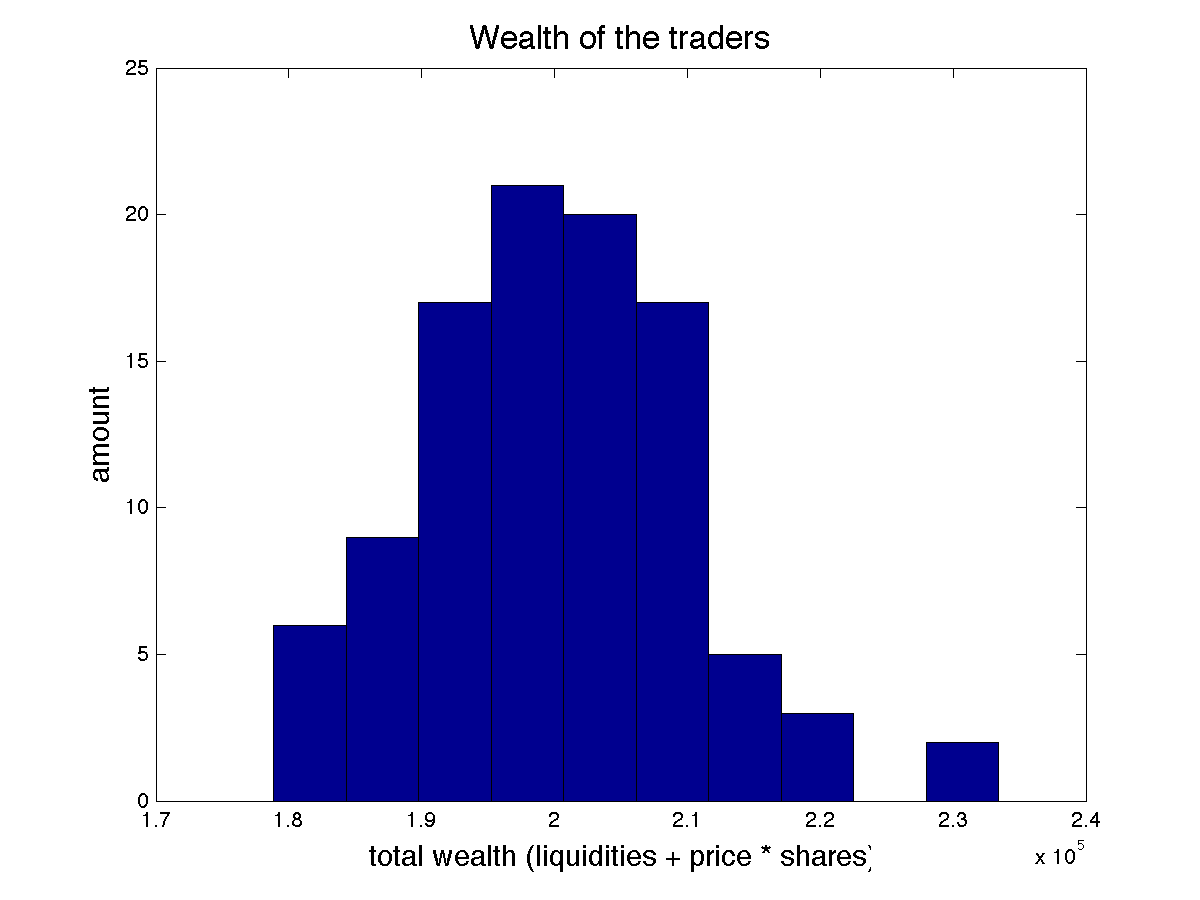 Wealth of the traders
25
20
15
10
5
0
amount
1.7 1.8 1.9 2 2.1 2.2 2.3 2.4
x 10^5
total wealth (liquidities + price * shares)